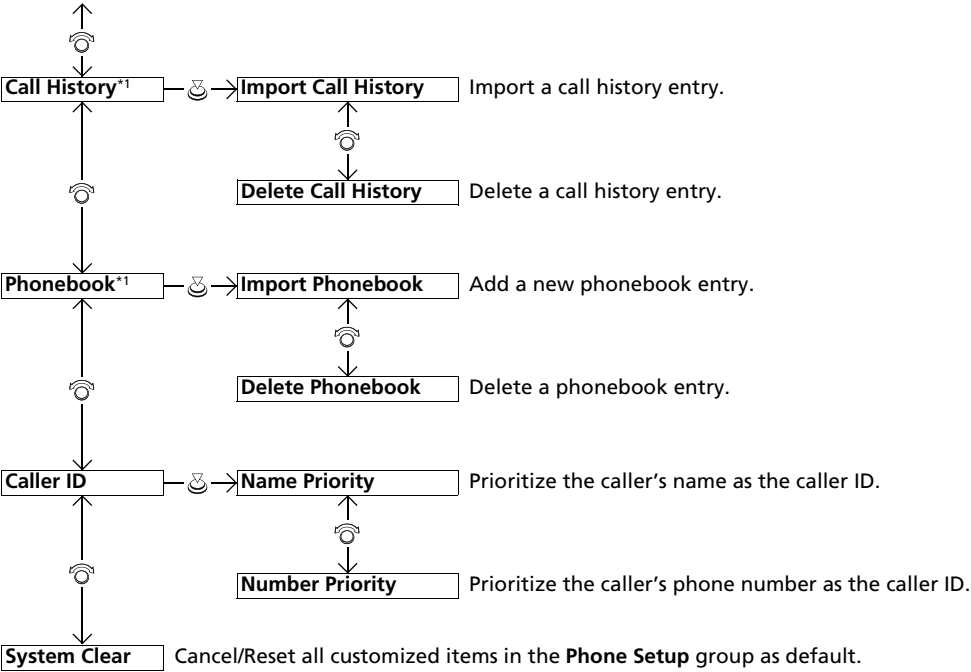 Call History*1 Import Call History Import a call history entry.
Delete Call History Delete a call history entry.
Phonebook*1 Import Phonebook Add a new phonebook entry.
Delete Phonebook Delete a phonebook entry.
Caller ID Name Priority Prioritize the caller’s name as the caller ID.
Number Priority Prioritize the caller’s phone number as the caller ID.
System Clear Cancel/Reset all customized items in the Phone Setup group as default.